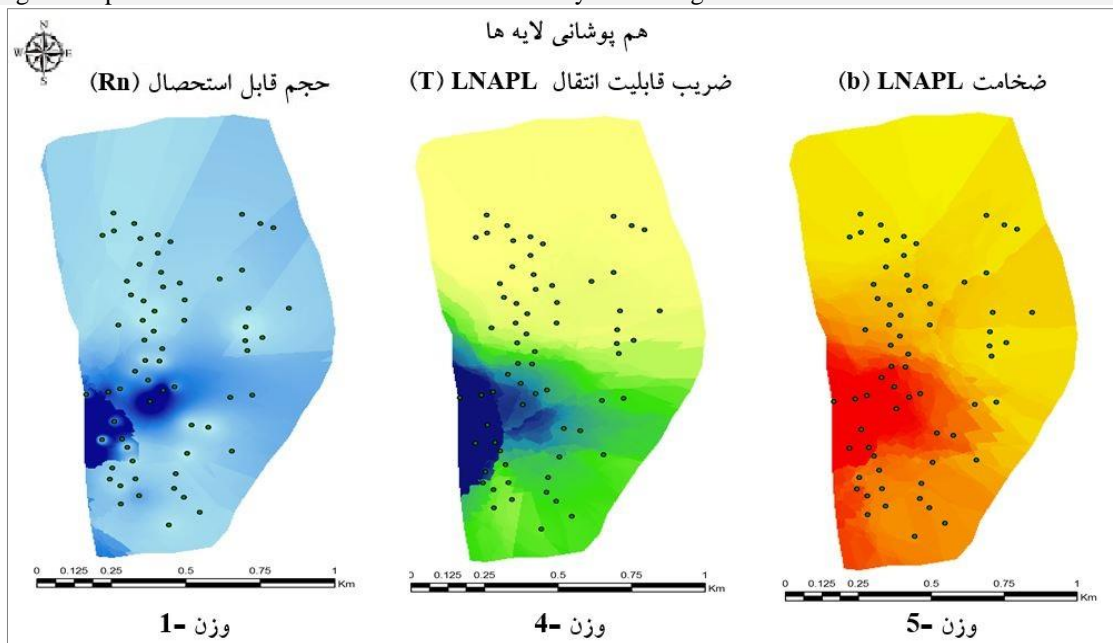 هم پوشانی لایه ها
ضخامت LNAPL (b)
ضریب قابلیت انتقال LNAPL (T)
حجم قابل استحصال (Rn)
N
W E
S
0 0.125 0.25 0.5 0.75 1
Km
0 0.125 0.25 0.5 0.75 1
Km
0 0.125 0.25 0.5 0.75 1
Km
وزن -5
وزن -4
وزن -1